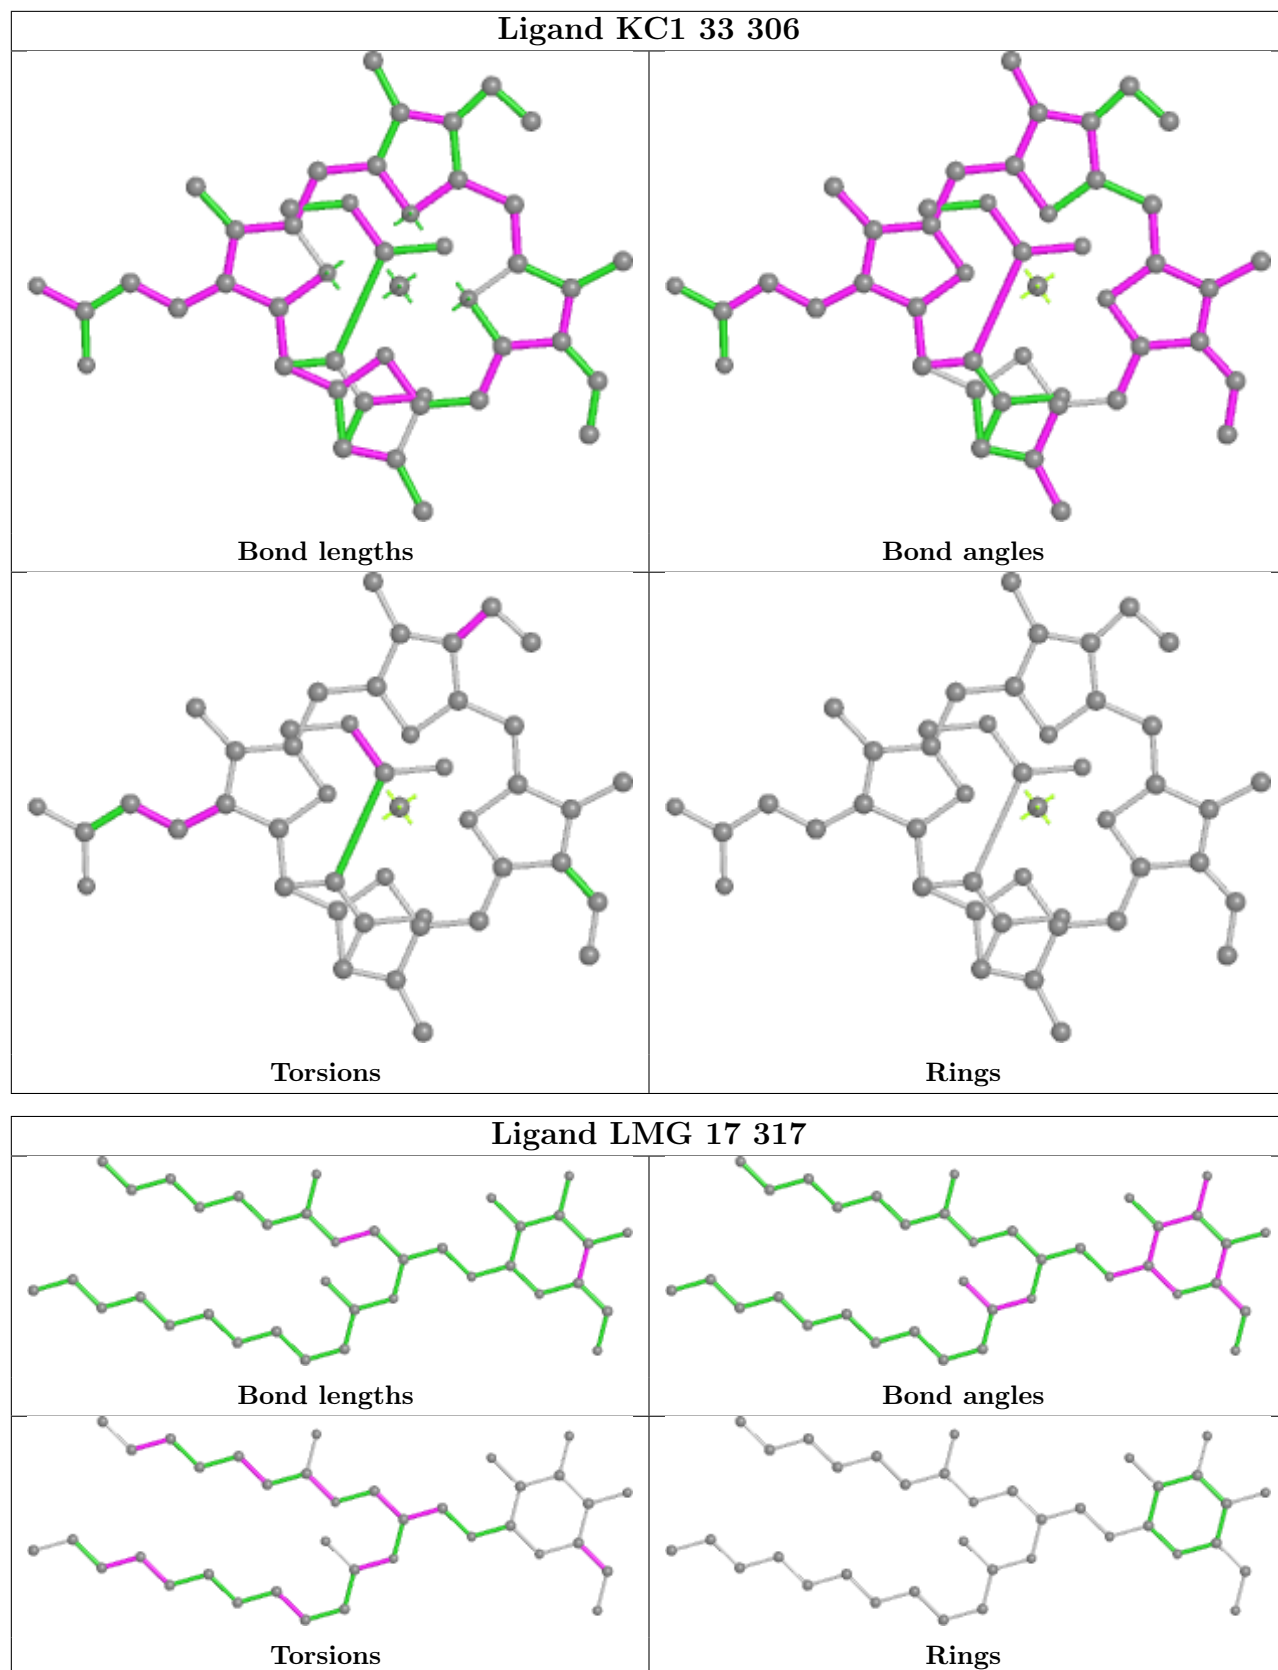 Ligand KC1 33 306
Bond lengths
Bond angles
Torsions
Rings
Ligand LMG 17 317
Bond lengths
Bond angles
Torsions
Rings